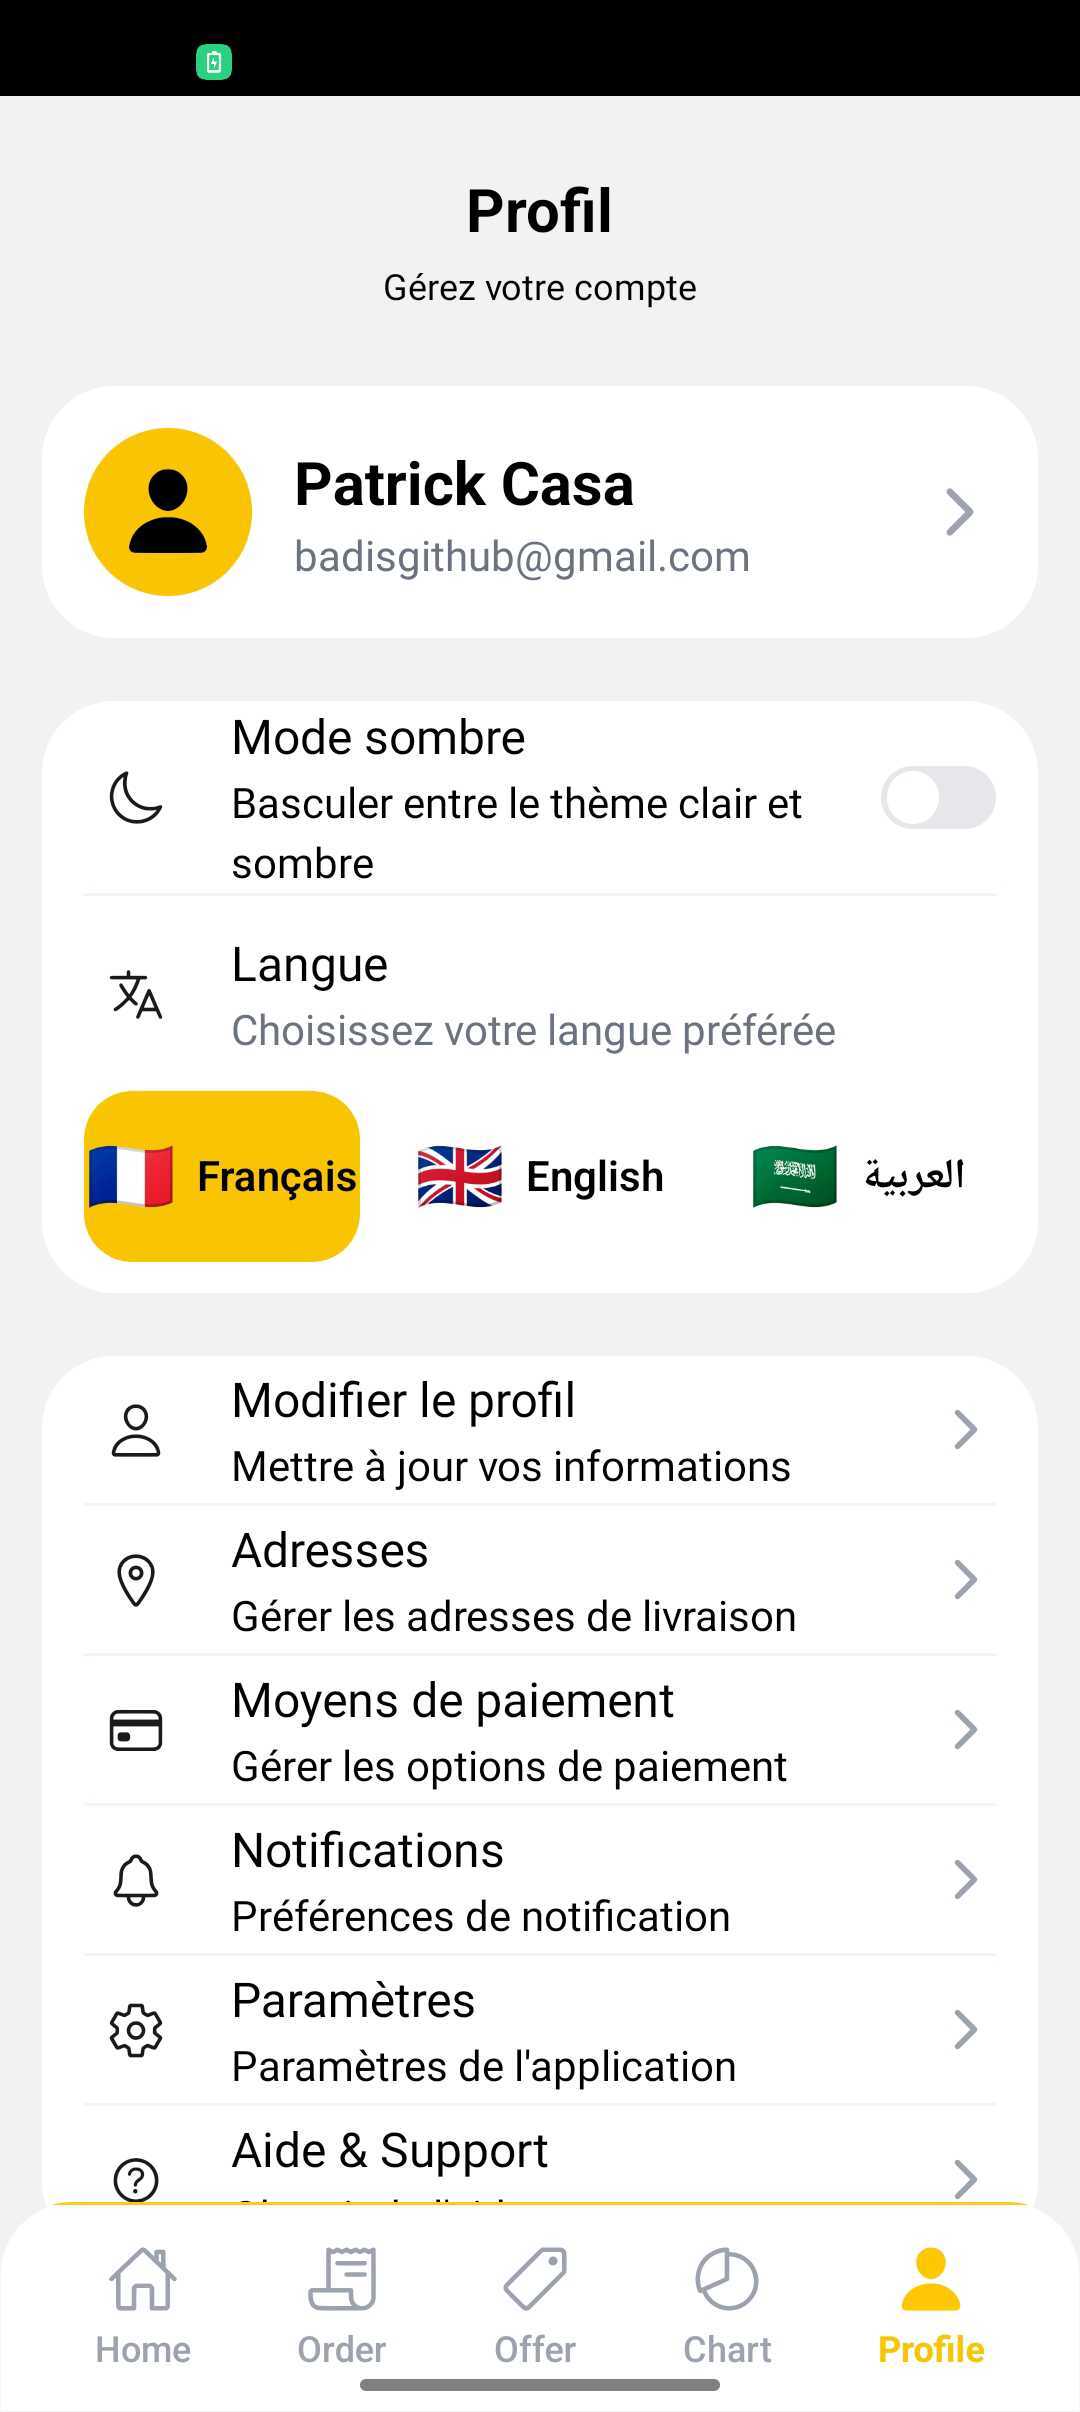 Profil
Gérez votre compte
Patrick Casa
badisgithub@gmail.com
Mode sombre
Basculer entre le thème clair et
sombre
Langue
Choisissez votre langue préférée
Français
English
العربية
Modifier le profil
Mettre à jour vos informations
Adresses
Gérer les adresses de livraison
Moyens de paiement
Gérer les options de paiement
Notifications
Préférences de notification
Paramètres
Paramètres de l'application
Aide & Support
Home
Order
Offer
Chart
Profile